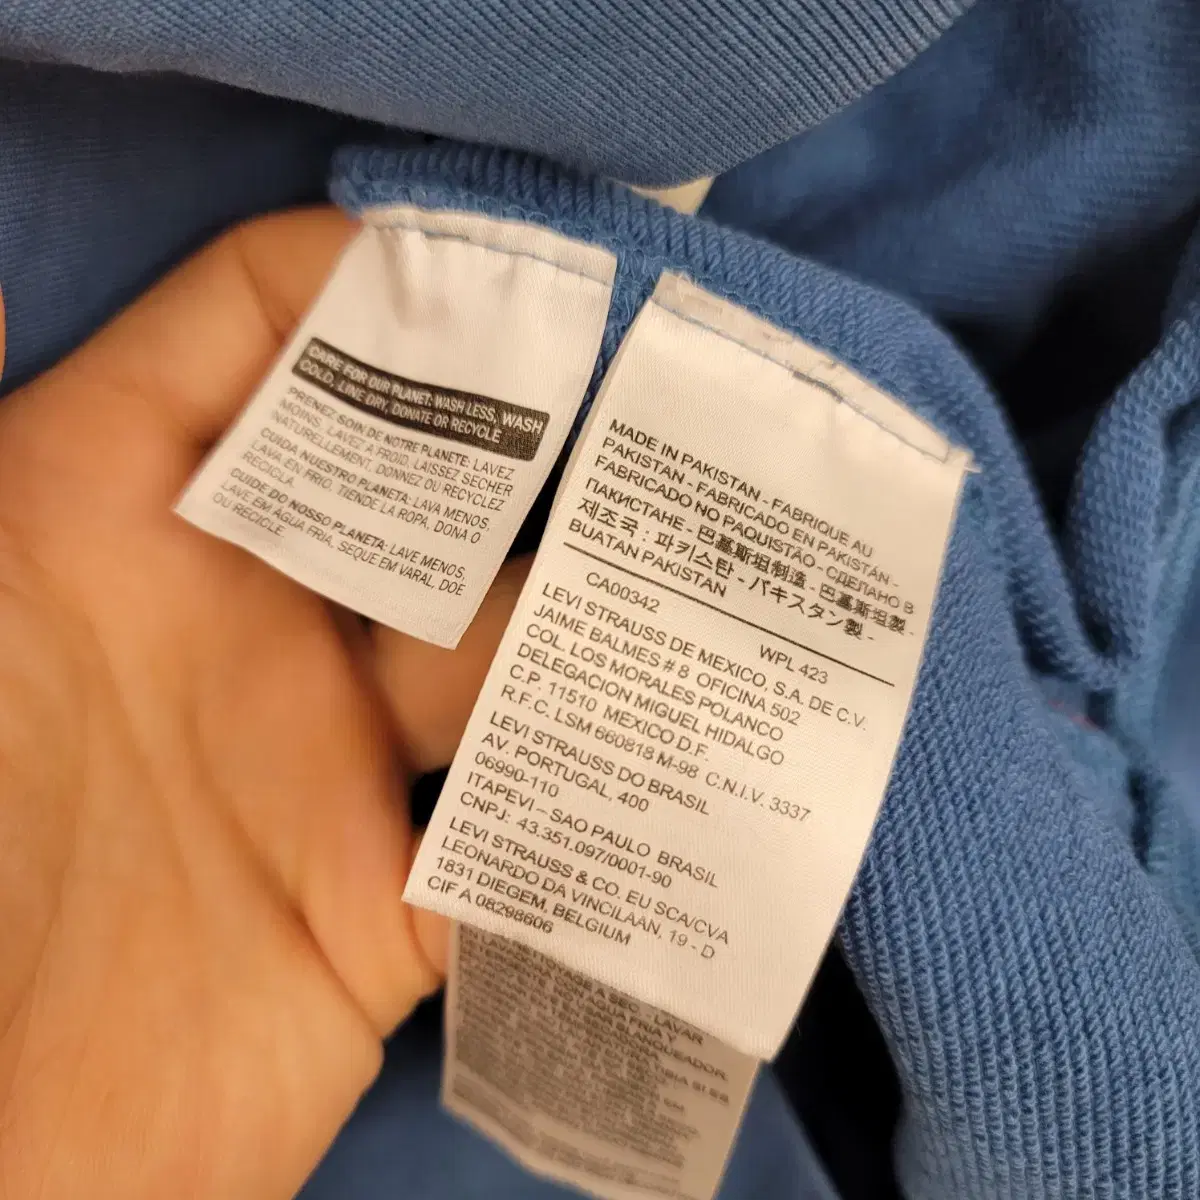 CARE FOR OUR PLANET: WASH LESS, WASH
COLD, LINE DRY, DONATE OR RECYCLE
PRENEZ SOIN DE NOTRE PLANETE: LAVEZ
MOINS, LAVEZ A FROID, LAISSEZ SECHER
NATURELLEMENT, DONNEZ OU RECYCLEZ
CUIDA NUESTRO PLANETA: LAVA MENOS,
LAVA EN FRIO, TIENDE LA ROPA, DONA O
RECICLA.
CUIDE DO NOSSO PLANETA: LAVE MENOS,
LAVE EM ÁGUA FRIA, SEQUE EM VARAL, DOE
OU RECICLE.
MADE IN PAKISTAN - FABRIQUE AU
PAKISTAN - FABRICADO EN PAKISTÁN -
FABRICADO NO PAQUISTÃO - СДЕЛАНО В
ПАКИСТАНЕ - 巴基斯坦制造 - 巴基斯坦製 -
제조국 : 파키스탄 - パキスタン製 -
BUATAN PAKISTAN
CA00342 WPL 423
LEVI STRAUSS DE MEXICO, S.A. DE C.V.
JAIME BALMES # 8 OFICINA 502
COL. LOS MORALES POLANCO
DELEGACION MIGUEL HIDALGO
C.P. 11510 MEXICO D.F.
R.F.C. LSM 660818 M-98 C.N.I.V. 3337
LEVI STRAUSS DO BRASIL
AV. PORTUGAL, 400
06990-110
ITAPEVI – SAO PAULO BRASIL
CNPJ: 43.351.097/0001-90
LEVI STRAUSS & CO. EU SCA/CVA
LEONARDO DA VINCILAAN, 19 - D
1831 DIEGEM, BELGIUM
CIF A 08298606
LAVAR
AGUA FRIA Y
BLANQUEADOR.